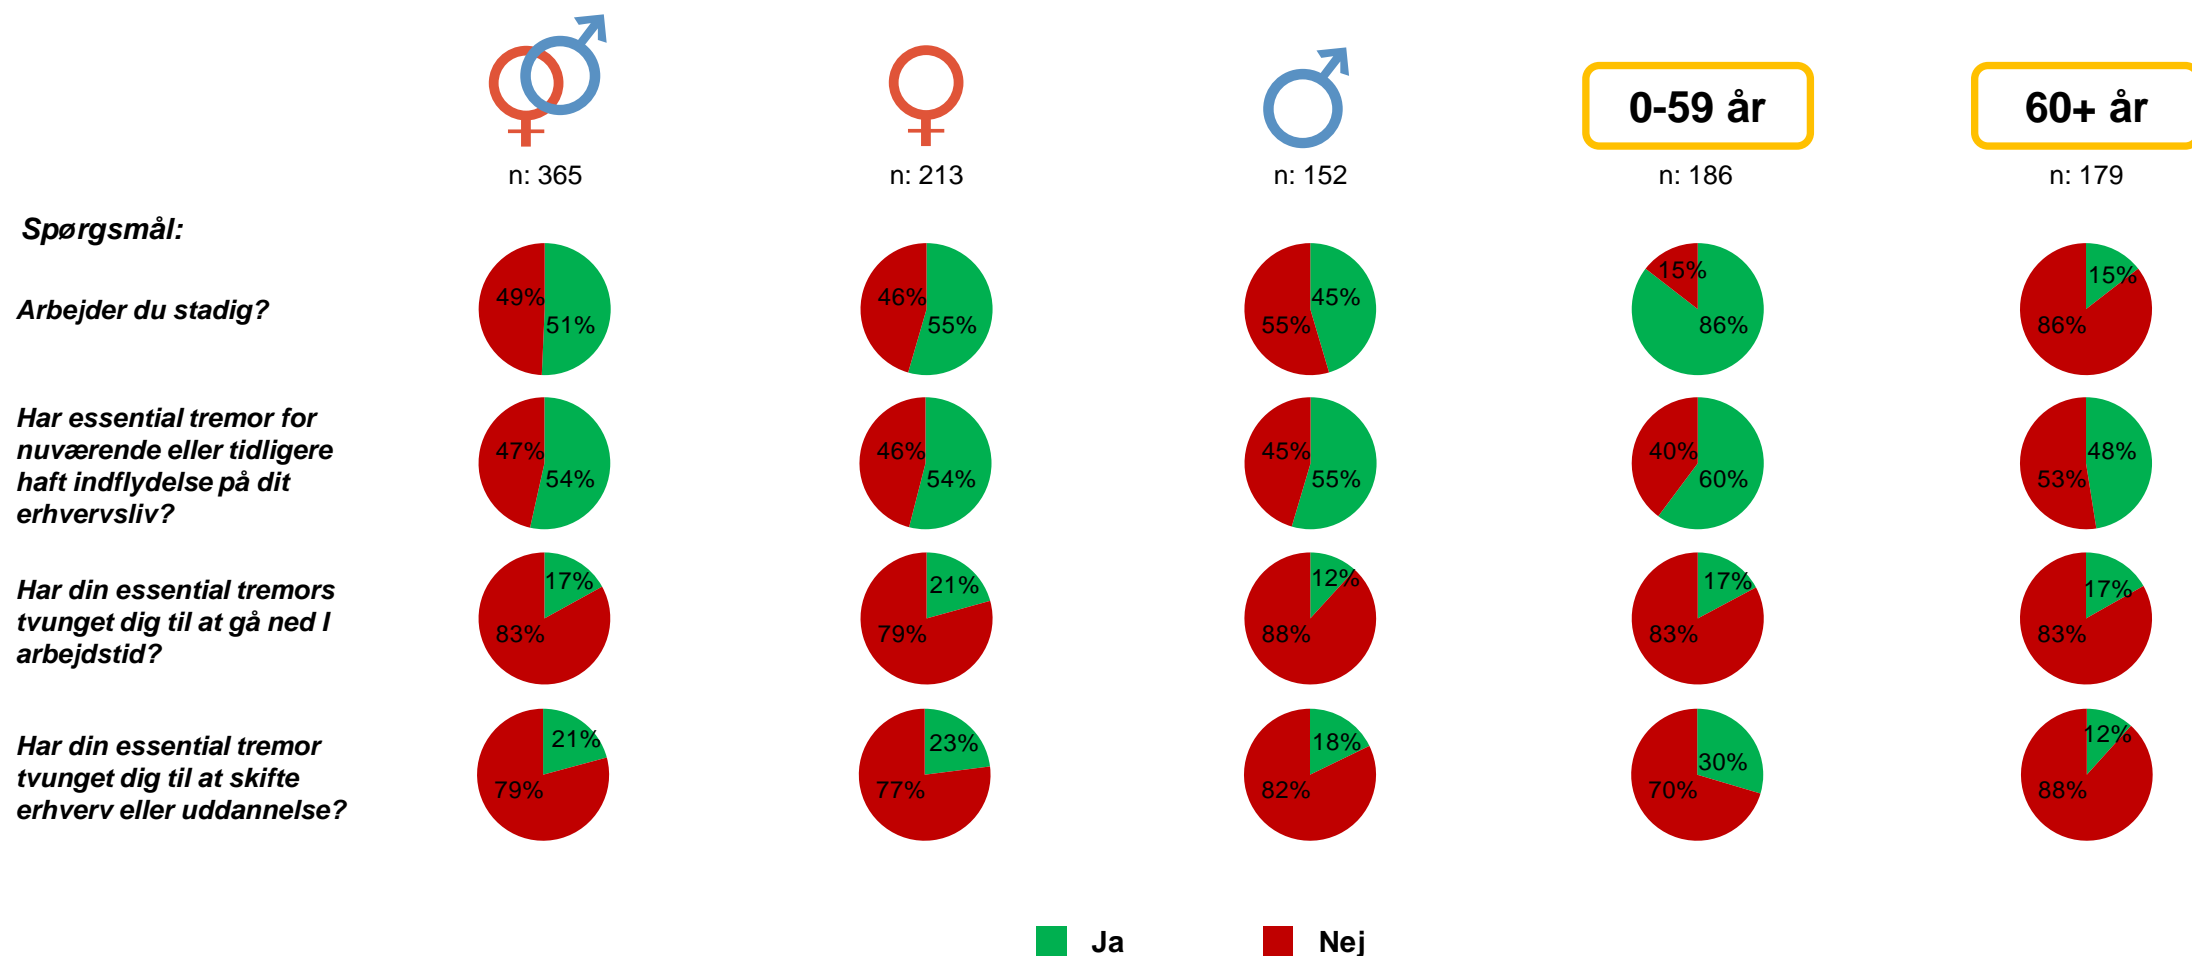 0-59 år
60+ år
n: 365
n: 213
n: 152
n: 186
n: 179
Spørgsmål:
Arbejder du stadig?
49%
51%
46%
55%
55%
45%
15%
86%
15%
86%
Har essential tremor for
nuværende eller tidligere
haft indflydelse på dit
erhvervsliv?
47%
54%
46%
54%
45%
55%
40%
60%
48%
53%
Har din essential tremors
tvunget dig til at gå ned I
arbejdstid?
17%
83%
21%
79%
12%
88%
17%
83%
17%
83%
Har din essential tremor
tvunget dig til at skifte
erhverv eller uddannelse?
21%
79%
23%
77%
18%
82%
30%
70%
12%
88%
Ja
Nej